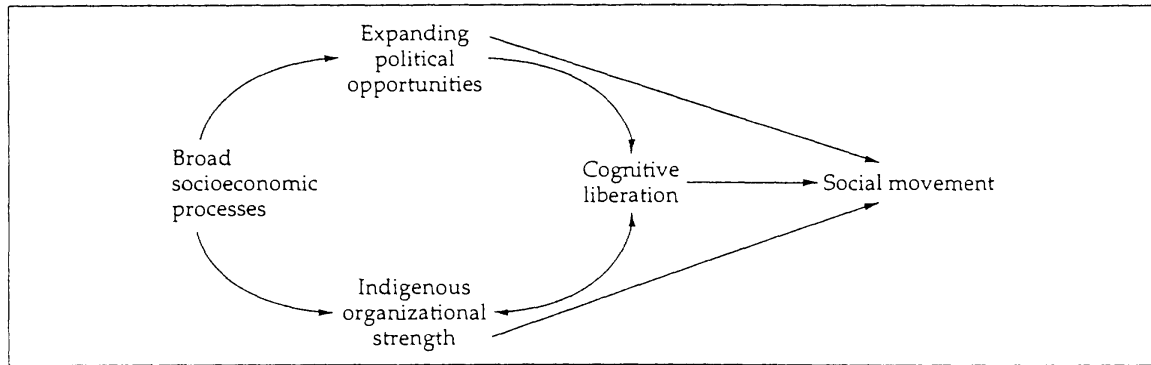 Expanding
political
opportunities
Broad
socioeconomic
processes
Cognitive
liberation
Social movement
Indigenous
organizational
strength